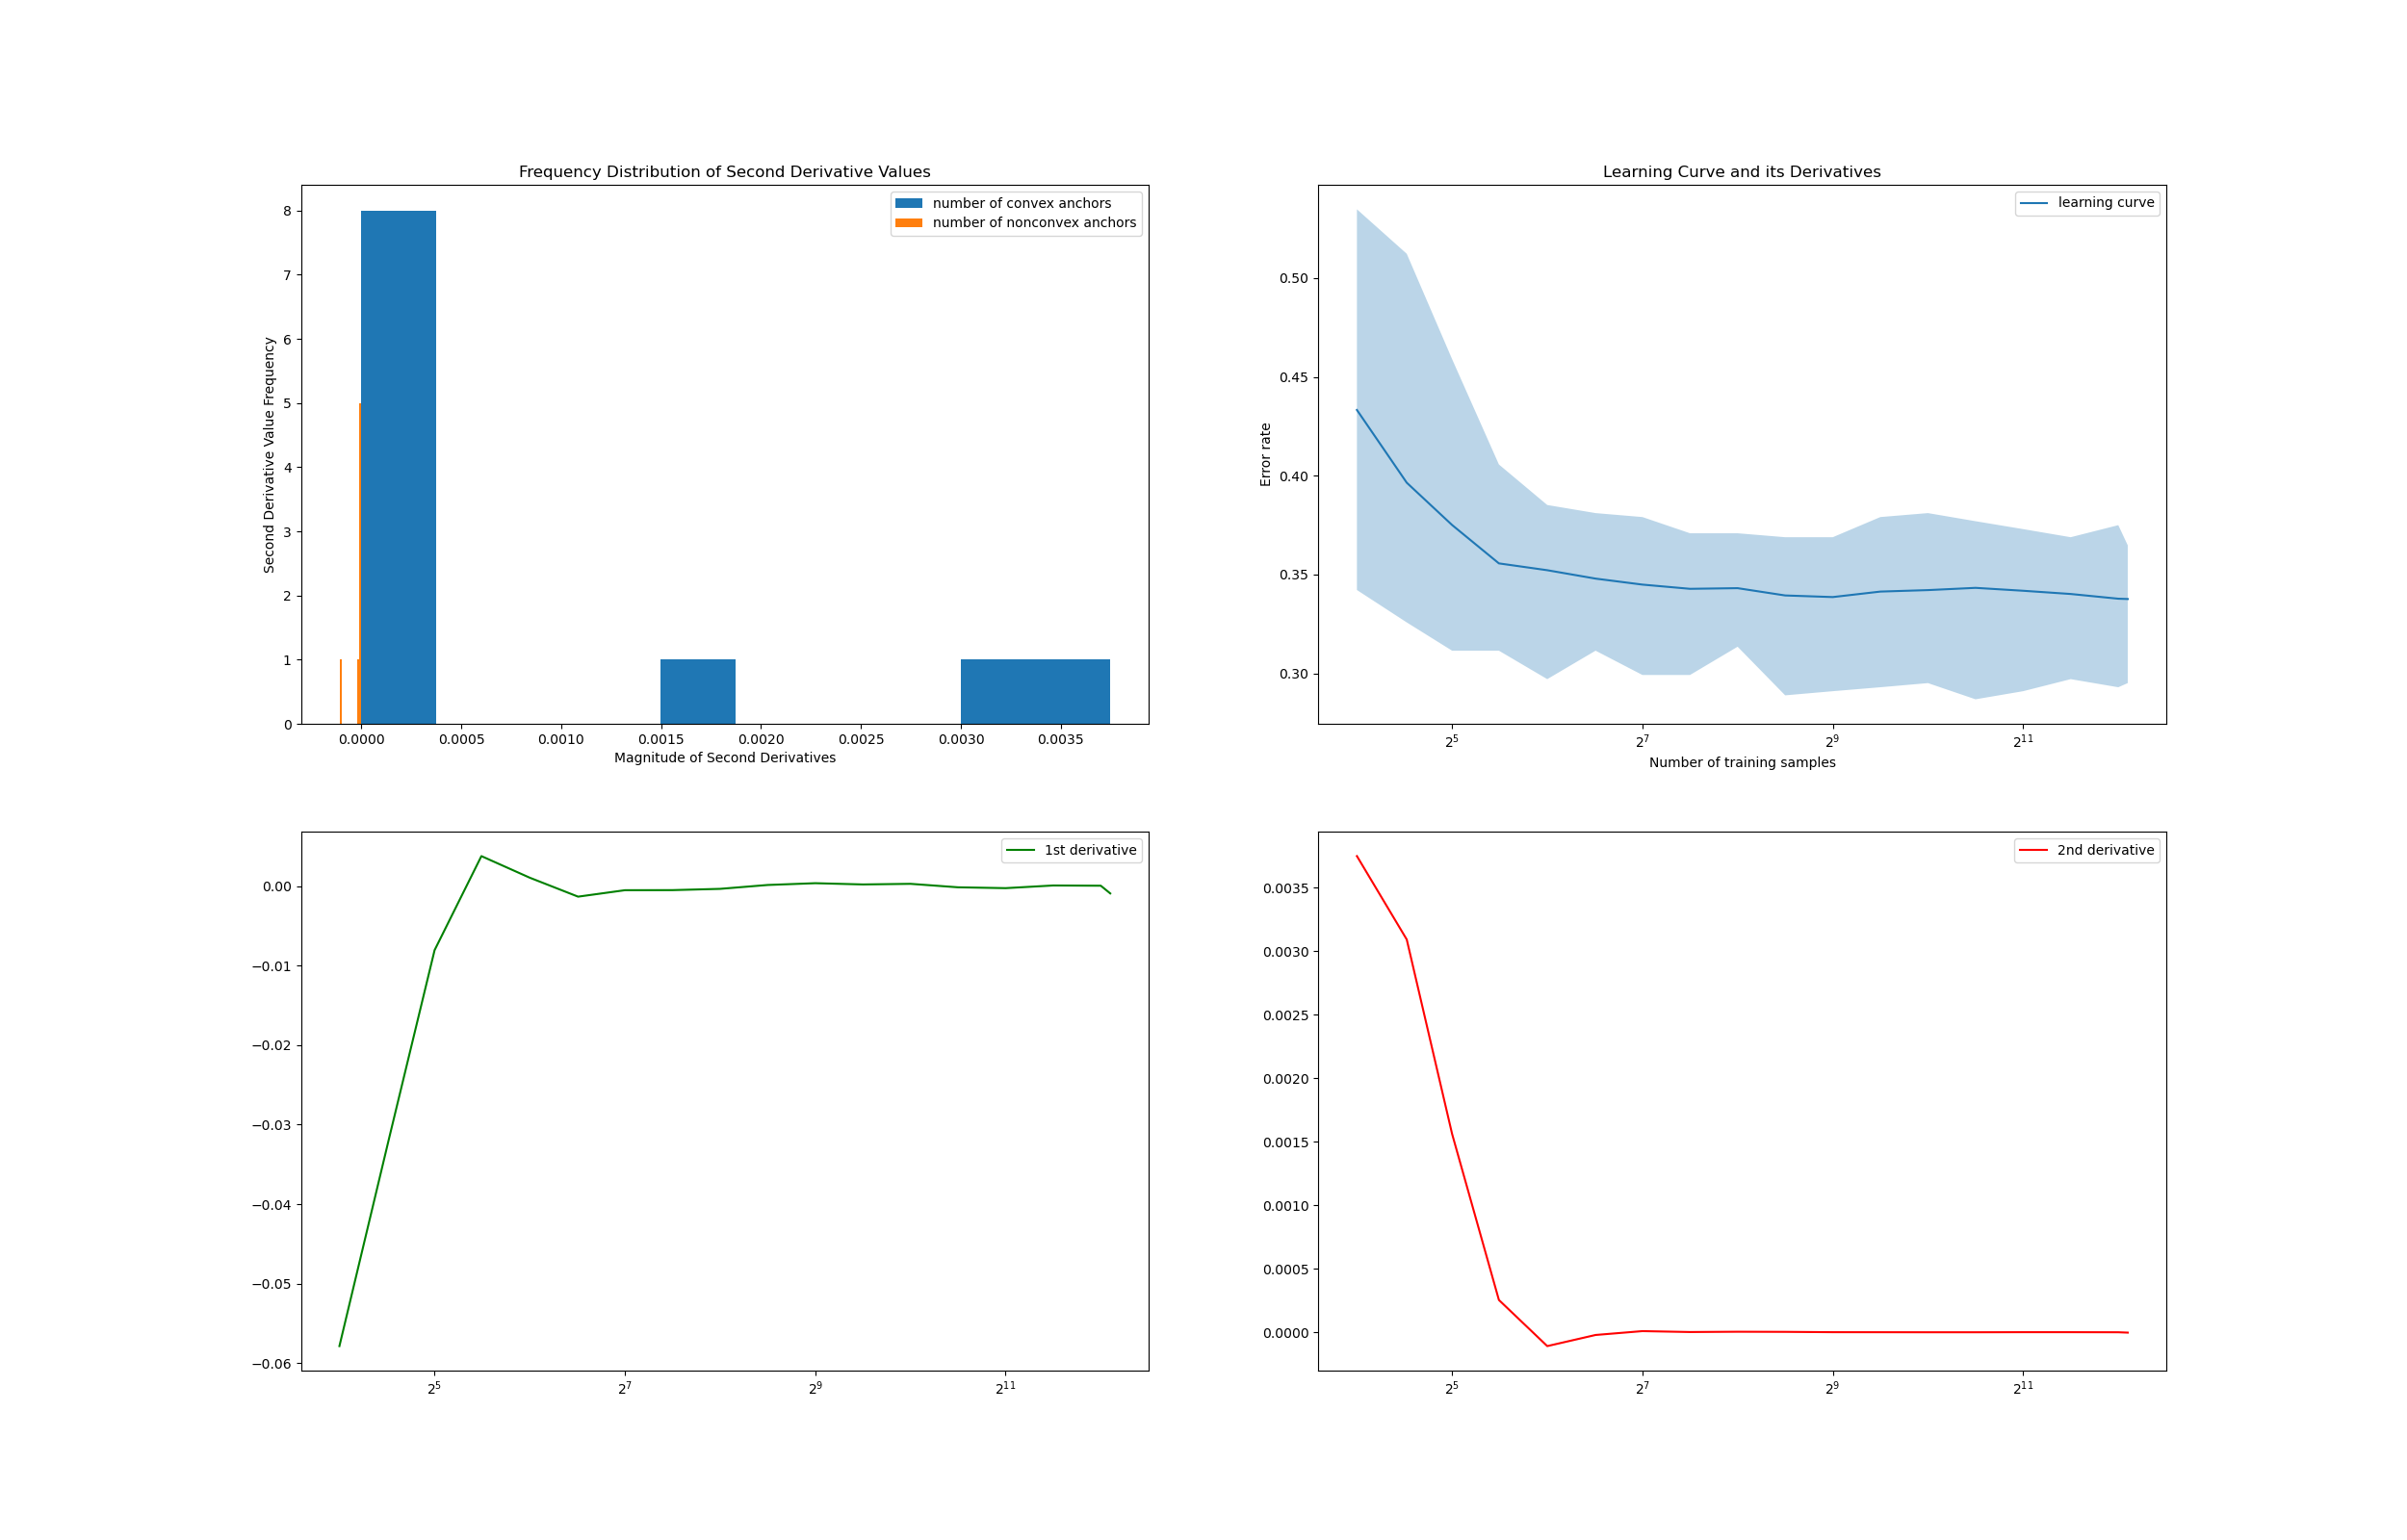 Frequency Distribution of Second Derivative Values
number of convex anchors
number of nonconvex anchors
8
7
6
5
4
3
2
1
0
Second Derivative Value Frequency
0.0000 0.0005 0.0010 0.0015 0.0020 0.0025 0.0030 0.0035
Magnitude of Second Derivatives
Learning Curve and its Derivatives
learning curve
0.50
0.45
0.40
0.35
0.30
Error rate
2^5 2^7 2^9 2^11
Number of training samples
1st derivative
0.00
−0.01
−0.02
−0.03
−0.04
−0.05
−0.06
2^5 2^7 2^9 2^11
2nd derivative
0.0035
0.0030
0.0025
0.0020
0.0015
0.0010
0.0005
0.0000
2^5 2^7 2^9 2^11